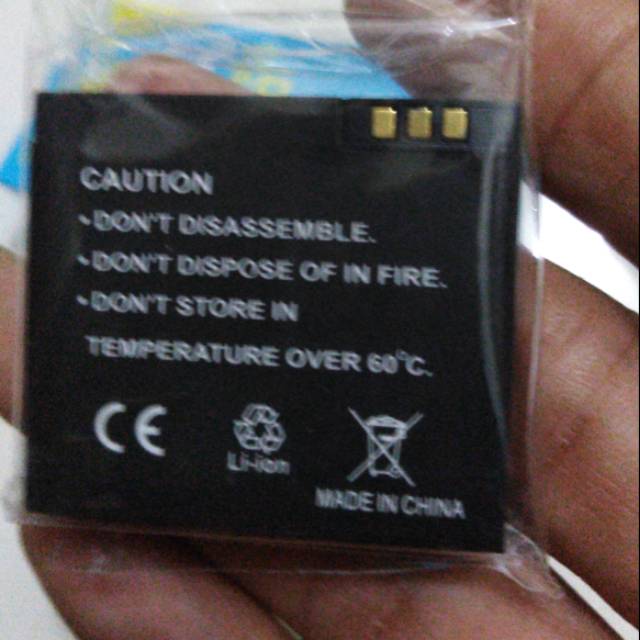 CAUTION
•DON'T DISASSEMBLE.
•DON'T DISPOSE OF IN FIRE.
•DON'T STORE IN
TEMPERATURE OVER 60°C.
CE
Li-ion
MADE IN CHINA